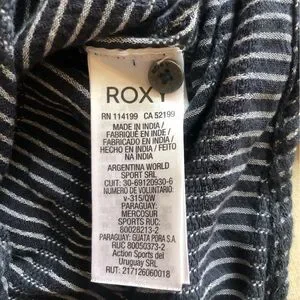 ROXY
RN 114199 CA 52199
MADE IN INDIA /
FABRIQUÉ EN INDE /
FABRICADO EN INDIA /
HECHO EN INDIA / FEITO
NA INDIA
ARGENTINA WORLD
SPORT SRL
CUIT: 30-69120930-6
NUMERO DE VOLUNTARIO:
v-315/QW
PARAGUAY:
MERCOSUR
SPORTS RUC:
80028213-2
PARAGUAY: GUATA PORA S.A
RUC 80050373-2
Action Sports del
Uruguay SRL
RUT: 217126060018